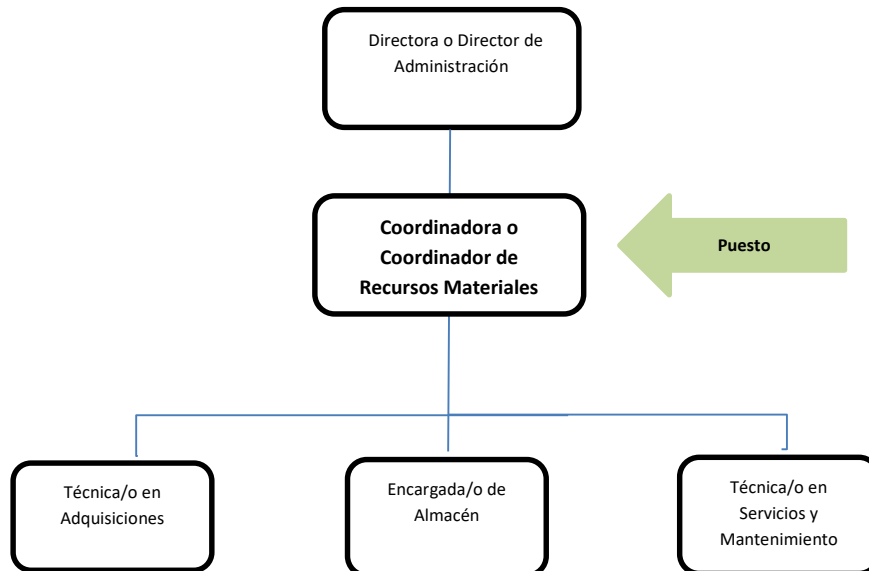 Directora o Director de
Administración
Coordinadora o
Coordinador de
Recursos Materiales
Puesto
Técnica/o en
Adquisiciones
Encargada/o de
Almacén
Técnica/o en
Servicios y
Mantenimiento